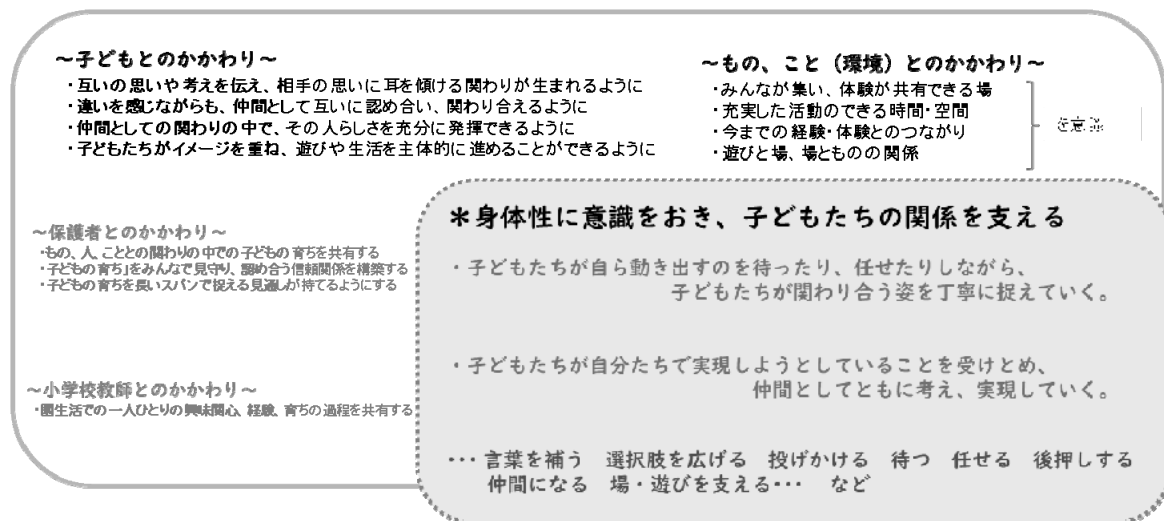 ～子どもとのかかわり～
・互いの思いや考えを伝え、相手の思いに耳を傾ける関わりが生まれるように
・違いを感じながらも、仲間として互いに認め合い、関わり合えるように
・仲間としての関わりの中で、その人らしさを充分に発揮できるように
・子どもたちがイメージを重ね、遊びや生活を主体的に進めることができるように
～もの、こと（環境）とのかかわり～
・みんなが集い、体験が共有できる場
・充実した活動のできる時間・空間
・今までの経験・体験とのつながり
・遊びと場、場とものの関係
を意識
～保護者とのかかわり～
・もの、人、こととの関わりの中での子どもの育ちを共有する
・子どもの育ち」をみんなで見守り、認め合う信頼関係を構築する
・子どもの育ちを長いスパンで捉える見通しが持てるようにする
～小学校教師とのかかわり～
・園生活での一人ひとりの興味関心、経験、育ちの過程を共有する
＊身体性に意識をおき、子どもたちの関係を支える
・子どもたちが自ら動き出すのを待ったり、任せたりしながら、
子どもたちが関わり合う姿を丁寧に捉えていく。
・子どもたちが自分たちで実現しようとしていることを受けとめ、
仲間としてともに考え、実現していく。
・・・言葉を補う　選択肢を広げる　投げかける　待つ　任せる　後押しする
仲間になる　場・遊びを支える・・・　など